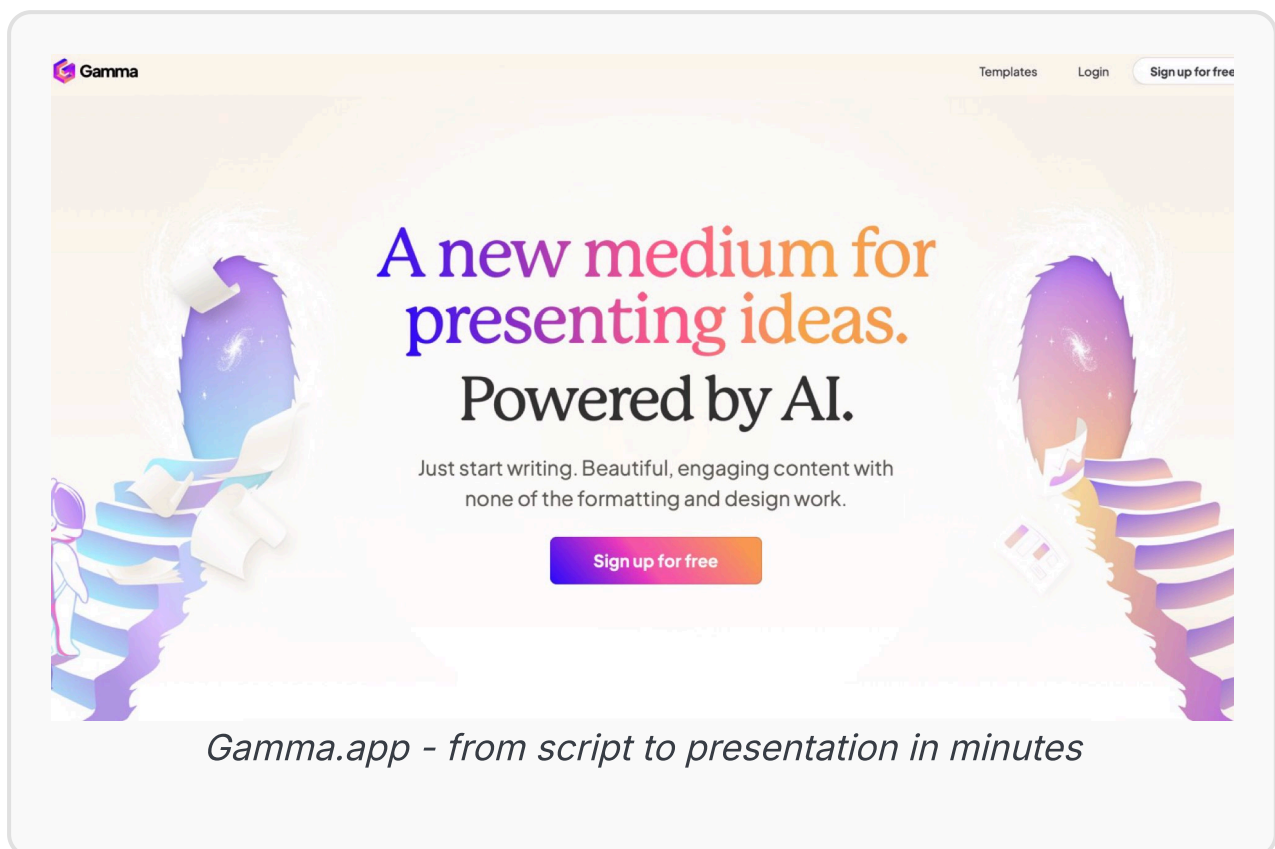 Gamma
Templates
Login
Sign up for free
A new medium for
presenting ideas.
Powered by AI.
Just start writing. Beautiful, engaging content with
none of the formatting and design work.
Sign up for free
Gamma.app - from script to presentation in minutes